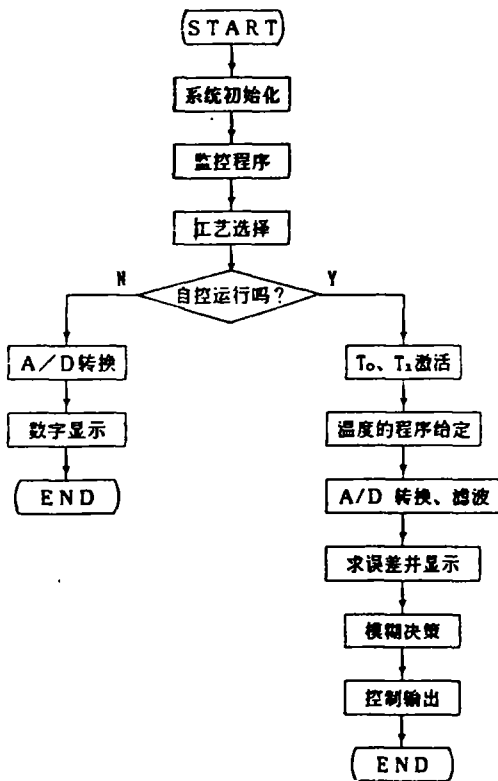 START
系统初始化
监控程序
工艺选择
N
自控运行吗?
Y
A/D转换
数字显示
END
T₀、T₁激活
温度的程序给定
A/D 转换、滤波
求误差并显示
模糊决策
控制输出
END